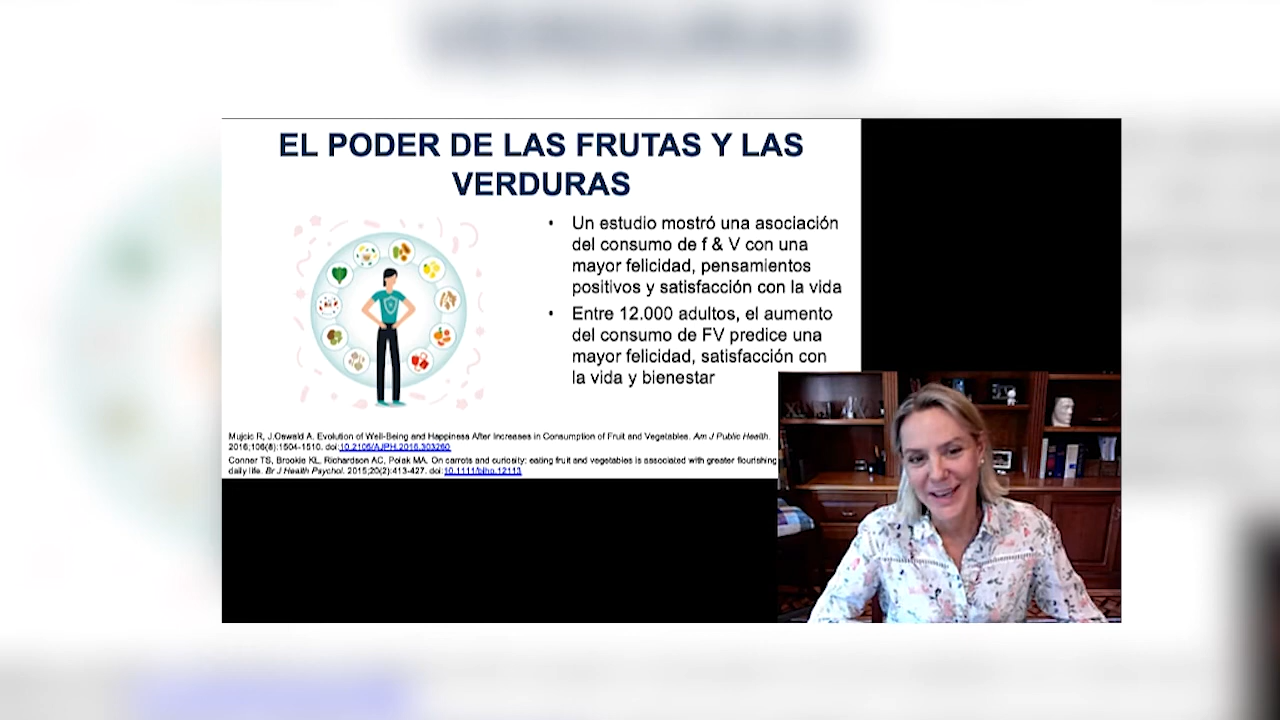 EL PODER DE LAS FRUTAS Y LAS
VERDURAS
• Un estudio mostró una asociación
del consumo de f & V con una
mayor felicidad, pensamientos
positivos y satisfacción con la vida
• Entre 12.000 adultos, el aumento
del consumo de FV predice una
mayor felicidad, satisfacción con
la vida y bienestar
Mujcic R, J.Oswald A. Evolution of Well-Being and Happiness After Increases in Consumption of Fruit and Vegetables. Am J Public Health.
2016;106(8):1504-1510. doi:10.2105/AJPH.2016.303260
Conner TS, Brookie KL, Richardson AC, Polak MA. On carrots and curiosity: eating fruit and vegetables is associated with greater flourishing
daily life. Br J Health Psychol. 2015;20(2):413-427. doi:10.1111/bjhp.12113